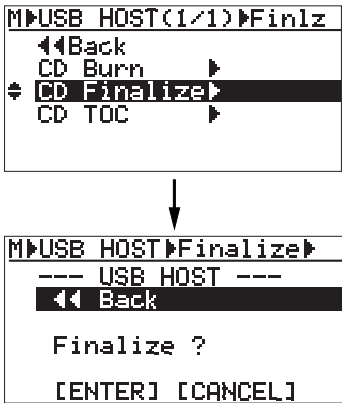 M▶USB HOST(1/1)▶Finlz
◀◀Back
CD Burn ▶
CD Finalize▶
CD TOC ▶
M▶USB HOST▶Finalize▶
--- USB HOST ---
◀◀ Back
Finalize ?
[ENTER] [CANCEL]